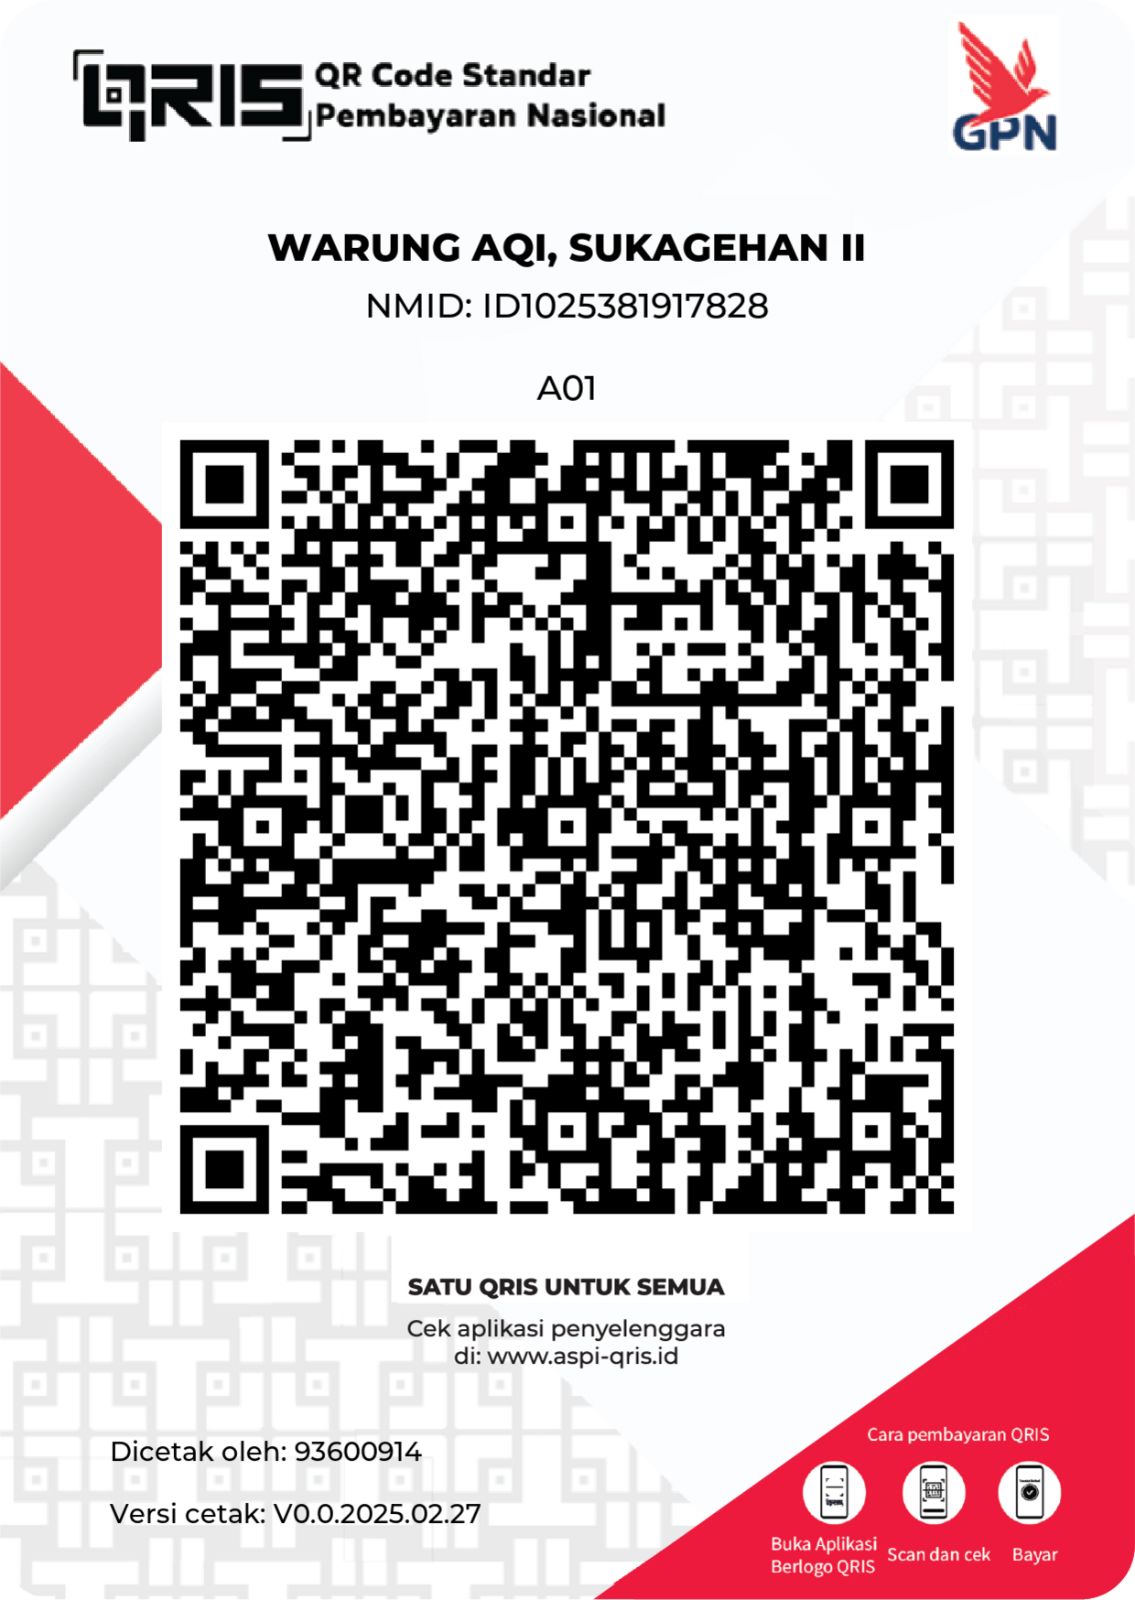 QRIS
QR Code Standar
Pembayaran Nasional
GPN
WARUNG AQI, SUKAGEHAN II
NMID: ID1025381917828
A01
SATU QRIS UNTUK SEMUA
Cek aplikasi penyelenggara
di: www.aspi-qris.id
Dicetak oleh: 93600914
Versi cetak: V0.0.2025.02.27
Cara pembayaran QRIS
Buka Aplikasi
Berlogo QRIS
Scan dan cek
Bayar